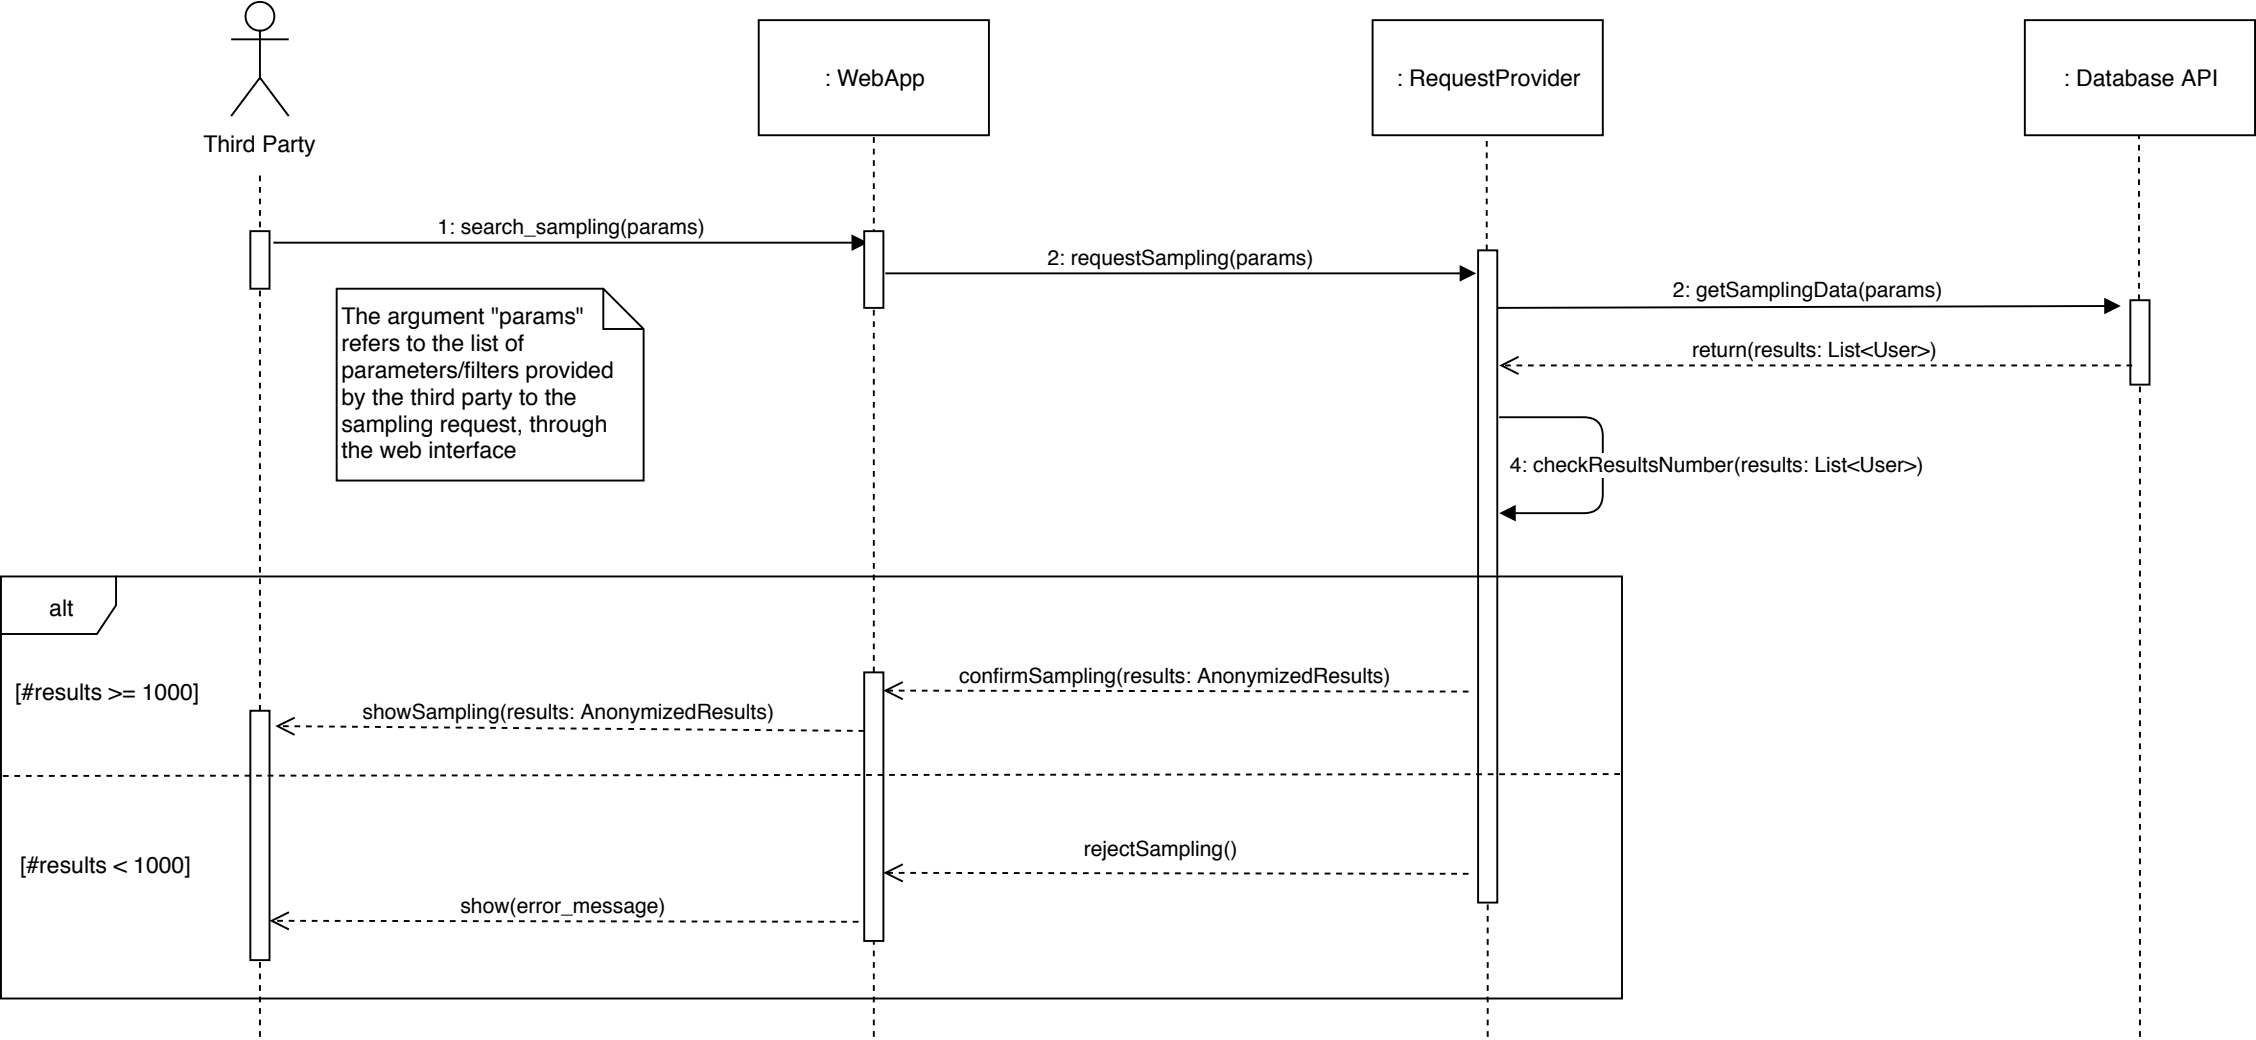 Third Party
: WebApp
: RequestProvider
: Database API
1: search_sampling(params)
2: requestSampling(params)
2: getSamplingData(params)
The argument "params"
refers to the list of
parameters/filters provided
by the third party to the
sampling request, through
the web interface
return(results: List<User>)
4: checkResultsNumber(results: List<User>)
alt
[#results >= 1000]
confirmSampling(results: AnonymizedResults)
showSampling(results: AnonymizedResults)
[#results < 1000]
rejectSampling()
show(error_message)